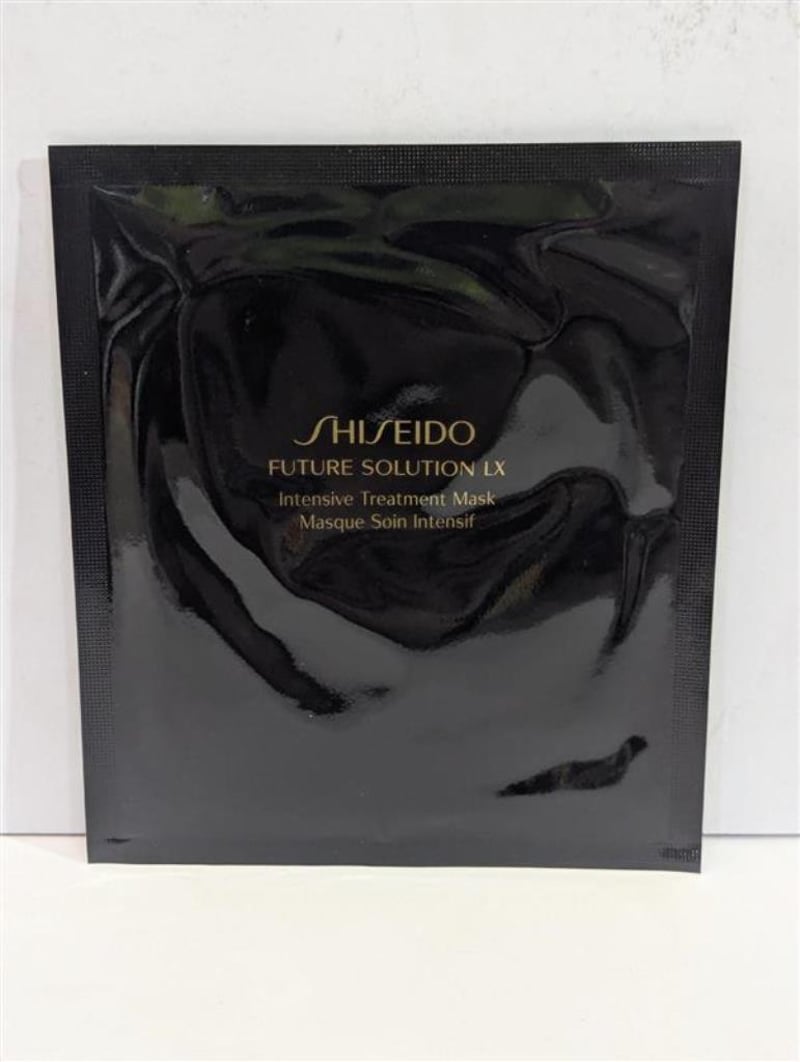 SHISEIDO
FUTURE SOLUTION LX
Intensive Treatment Mask
Masque Soin Intensif